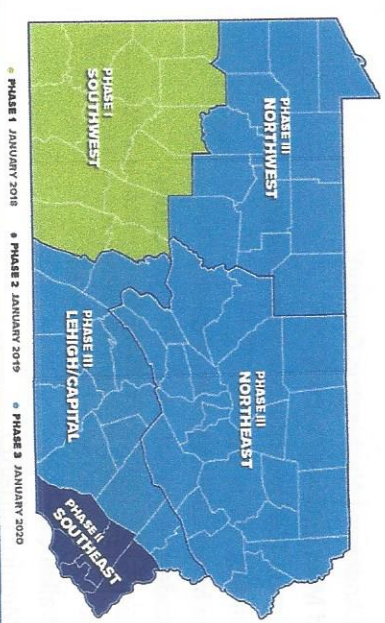 PHASE III
NORTHWEST
PHASE I
SOUTHWEST
PHASE III
NORTHEAST
PHASE III
LEHIGH/CAPITAL
PHASE II
SOUTHEAST
PHASE 1 JANUARY 2018
PHASE 2 JANUARY 2019
PHASE 3 JANUARY 2020